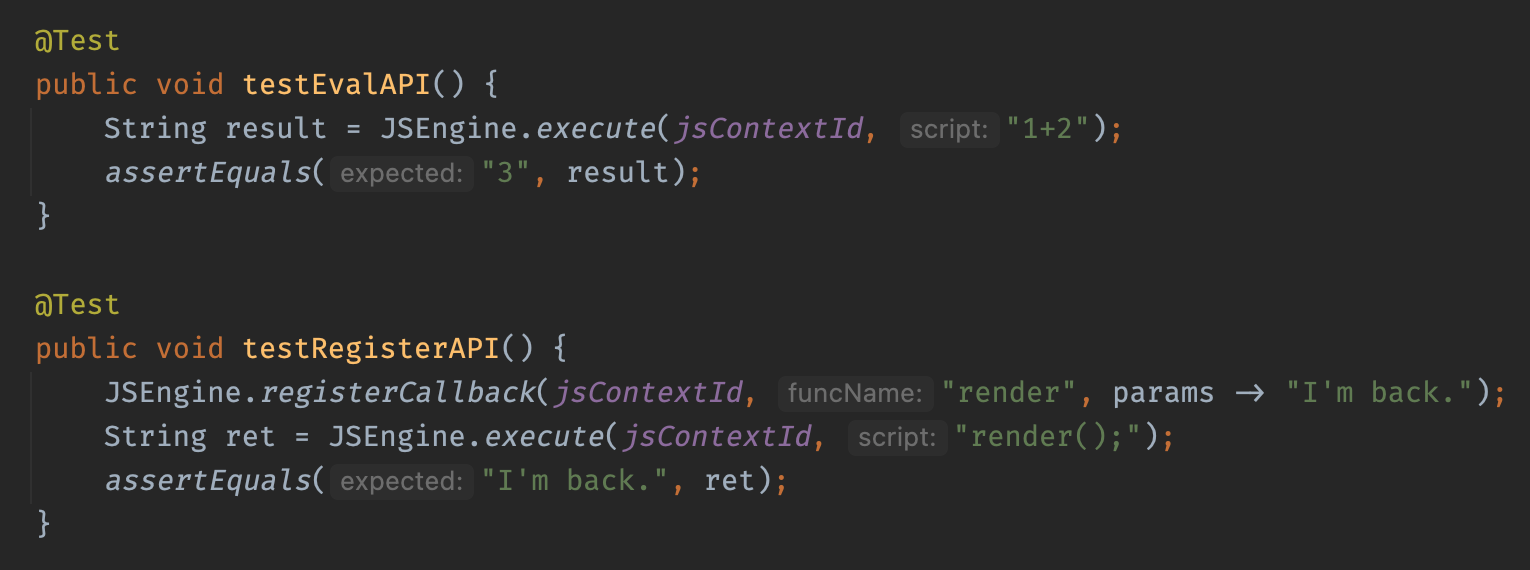 @Test
public void testEvalAPI() {
String result = JSEngine.execute(jsContextId, script: "1+2");
assertEquals( expected: "3", result);
}
@Test
public void testRegisterAPI() {
JSEngine.registerCallback(jsContextId, funcName: "render", params -> "I'm back.");
String ret = JSEngine.execute(jsContextId, script: "render();");
assertEquals( expected: "I'm back.", ret);
}